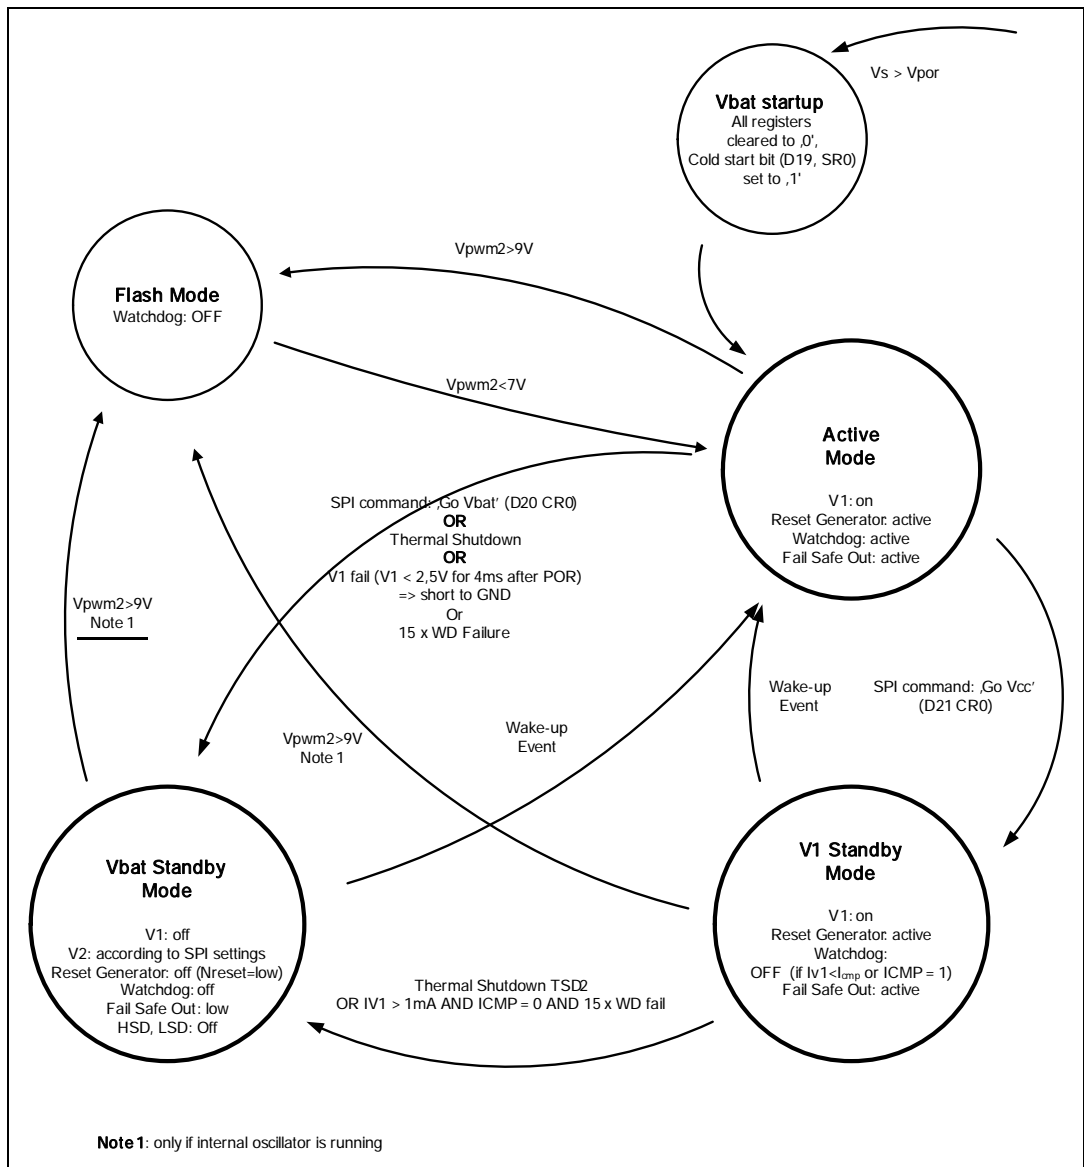 Vs > Vpor
Vbat startup
All registers
cleared to ‚0',
Cold start bit (D19, SR0)
set to ‚1'
Vpwm2>9V
Flash Mode
Watchdog: OFF
Vpwm2<7V
Active
Mode
V1: on
Reset Generator: active
Watchdog: active
Fail Safe Out: active
SPI command: ‚Go Vbat' (D20 CR0)
OR
Thermal Shutdown
OR
V1 fail (V1 < 2,5V for 4ms after POR)
=> short to GND
Or
15 x WD Failure
Vpwm2>9V
Note 1
Wake-up
Event
SPI command: ‚Go Vcc'
(D21 CR0)
Wake-up
Event
Vpwm2>9V
Note 1
Vbat Standby
Mode
V1: off
V2: according to SPI settings
Reset Generator: off (Nreset=low)
Watchdog: off
Fail Safe Out: low
HSD, LSD: Off
V1 Standby
Mode
V1: on
Reset Generator: active
Watchdog:
OFF (if Iv1<Icmp or ICMP = 1)
Fail Safe Out: active
Thermal Shutdown TSD2
OR IV1 > 1mA AND ICMP = 0 AND 15 x WD fail
Note 1: only if internal oscillator is running